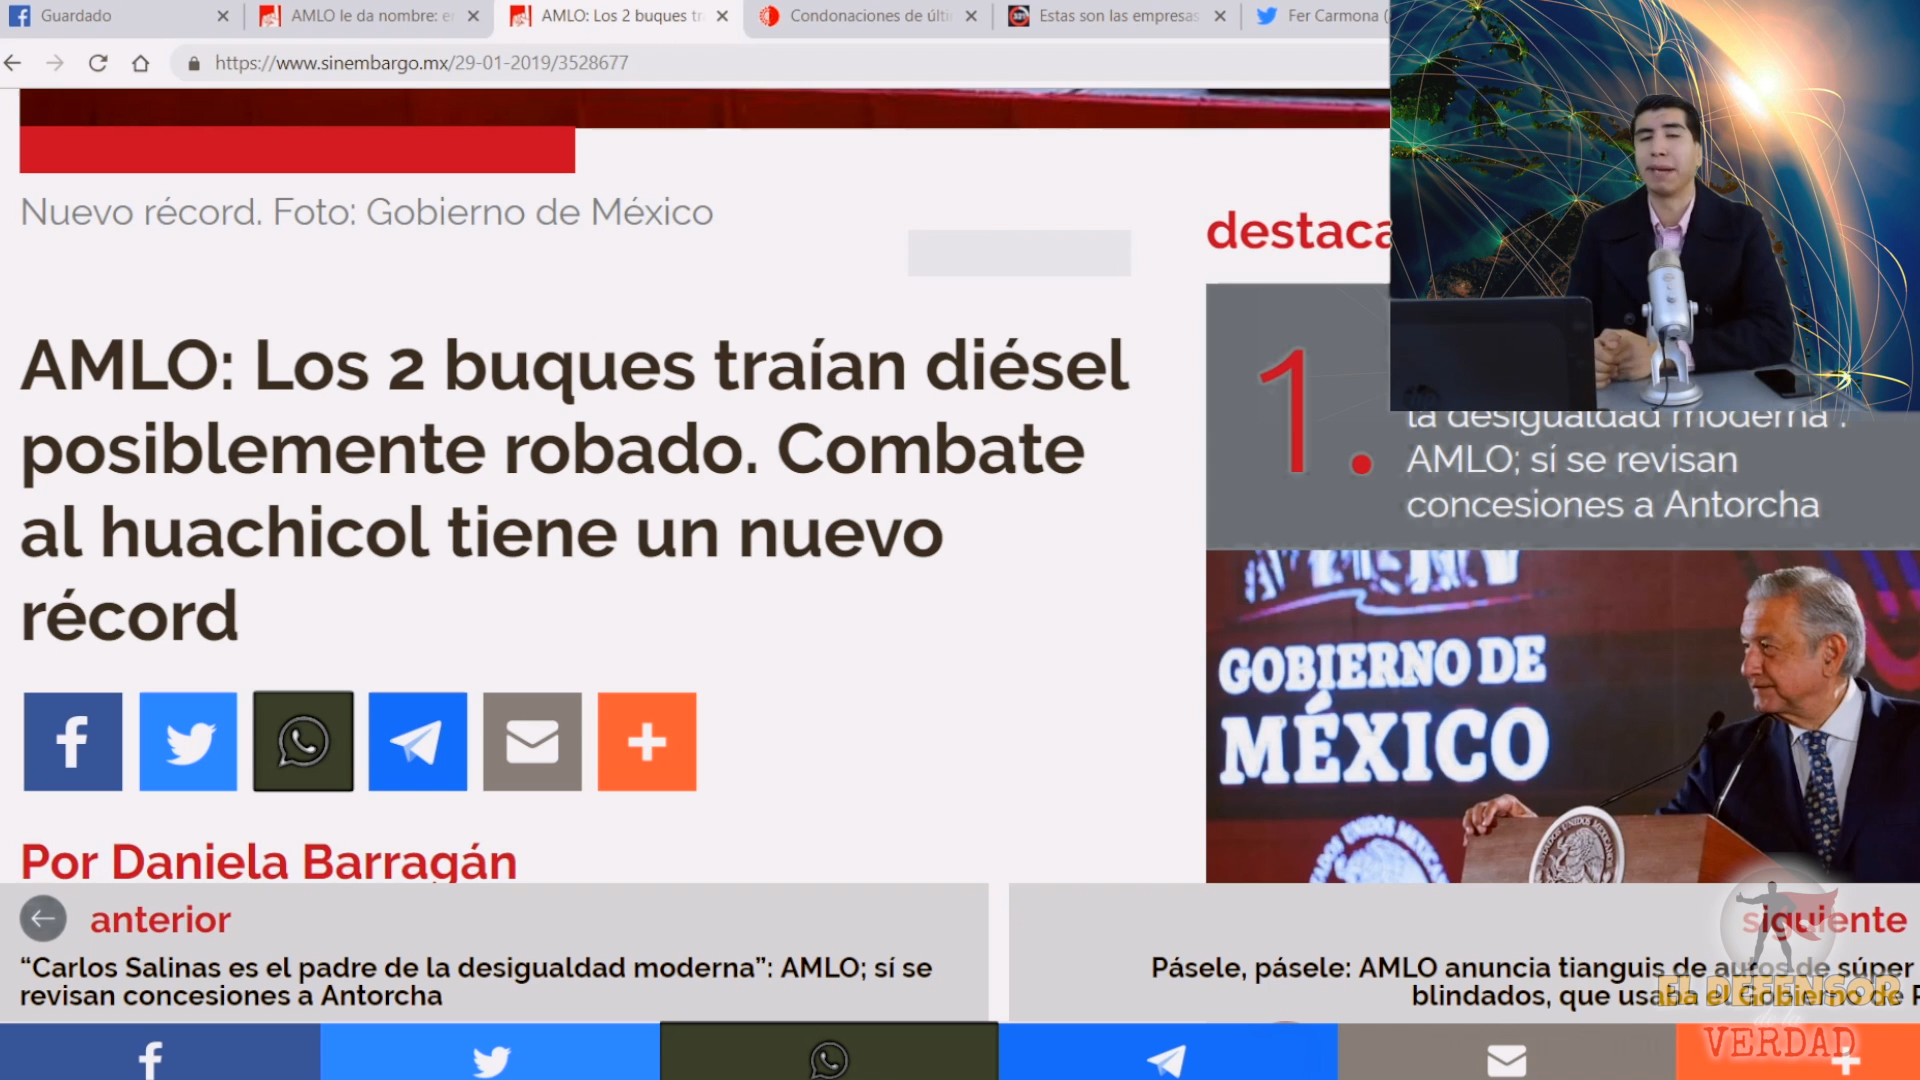 Guardado
AMLO le da nombre: e
AMLO: Los 2 buques tr
Condonaciones de últi
Estas son las empresas
Fer Carmona (
https://www.sinembargo.mx/29-01-2019/3528677
Nuevo récord. Foto: Gobierno de México
destaca
AMLO: Los 2 buques traían diésel
posiblemente robado. Combate
al huachicol tiene un nuevo
récord
1.
la desigualdad moderna”:
AMLO; sí se revisan
concesiones a Antorcha
GOBIERNO DE
MÉXICO
Por Daniela Barragán
anterior
“Carlos Salinas es el padre de la desigualdad moderna”: AMLO; sí se
revisan concesiones a Antorcha
siguiente
Pásele, pásele: AMLO anuncia tianguis de autos de súper
blindados, que usaba el Gobierno de P
EL DEFENSOR
de la
VERDAD